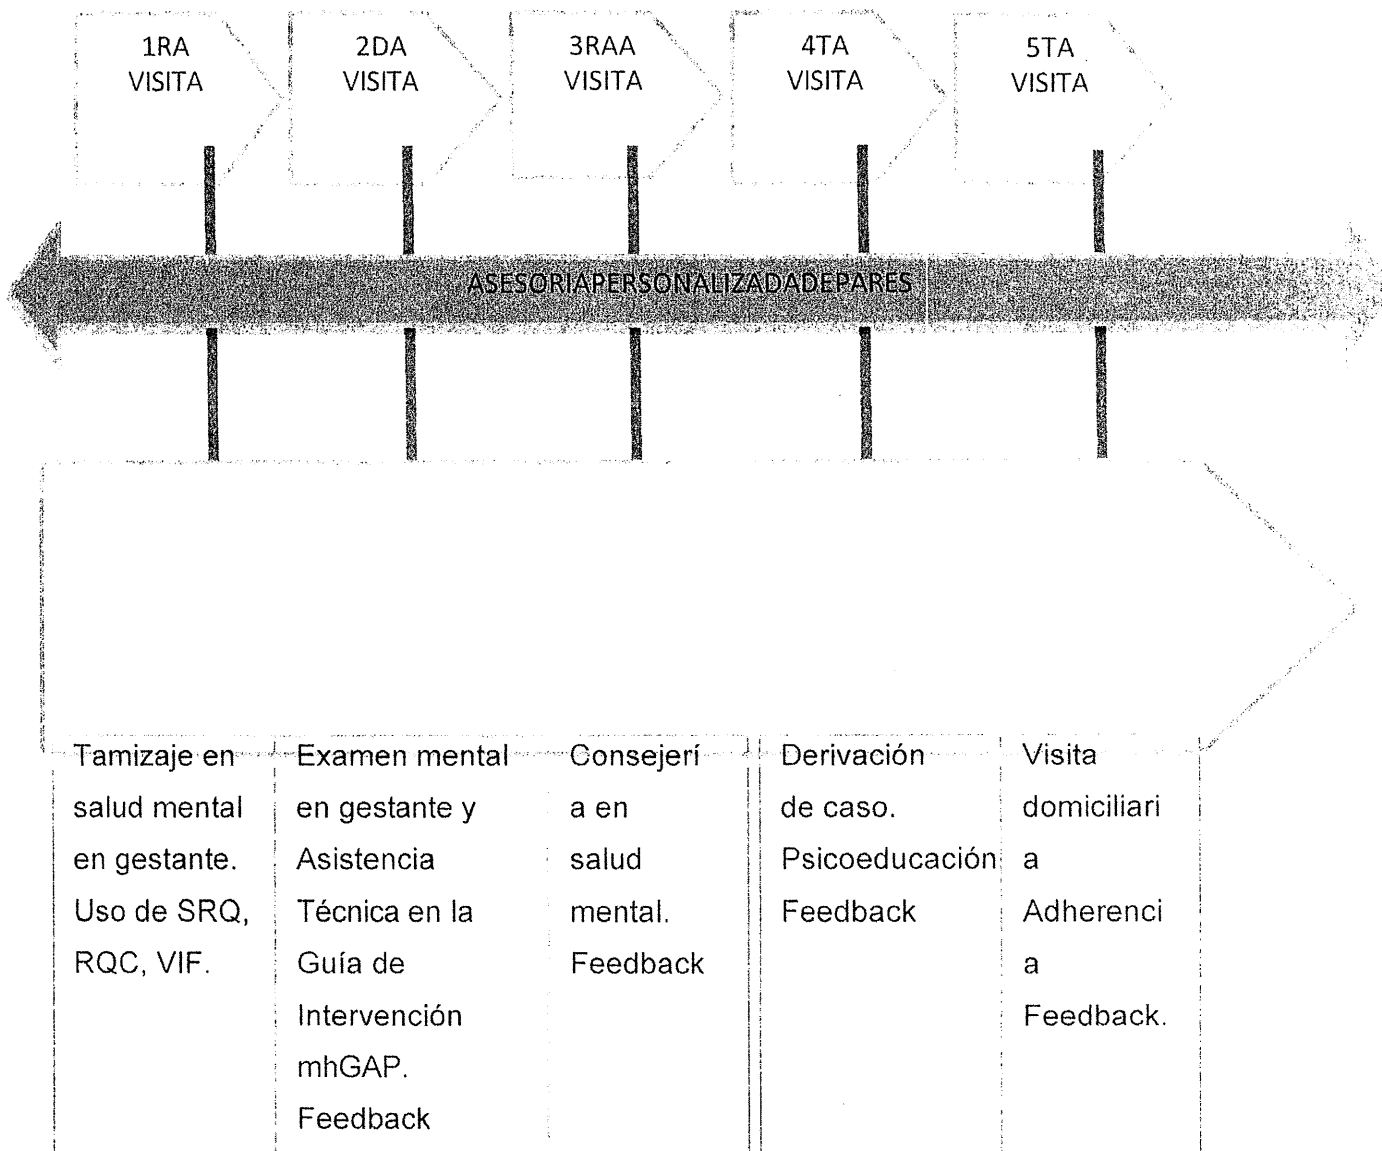 1RA
VISITA
2DA
VISITA
3RAA
VISITA
4TA
VISITA
5TA
VISITA
ASESORIAPERSONALIZADADEPARES
Tamizaje en
salud mental
en gestante.
Uso de SRQ,
RQC, VIF.
Examen mental
en gestante y
Asistencia
Técnica en la
Guía de
Intervención
mhGAP.
Feedback
Consejerí
a en
salud
mental.
Feedback
Derivación
de caso.
Psicoeducación
Feedback
Visita
domiciliari
a
Adherenci
a
Feedback.